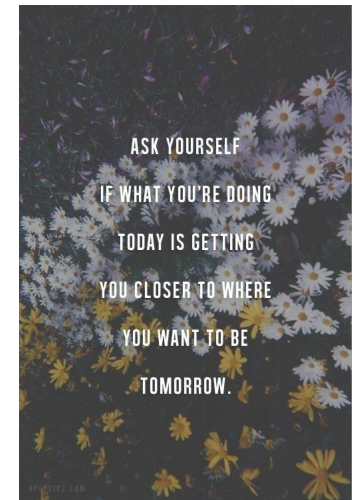 ASK YOURSELF
IF WHAT YOU'RE DOING
TODAY IS GETTING
YOU CLOSER TO WHERE
YOU WANT TO BE
TOMORROW.